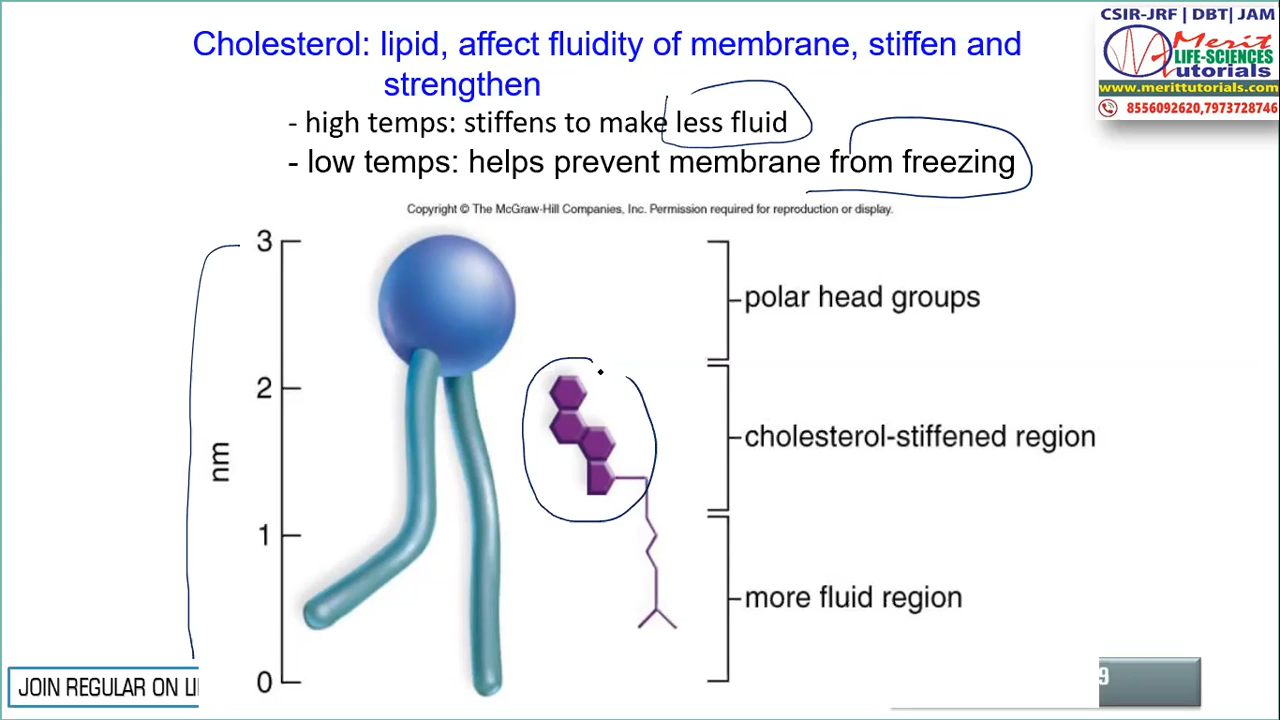 CSIR-JRF | DBT| JAM
Merit
LIFE-SCIENCES
Tutorials
www.merittutorials.com
8556092620,7973728746
Cholesterol: lipid, affect fluidity of membrane, stiffen and
strengthen
- high temps: stiffens to make less fluid
- low temps: helps prevent membrane from freezing
Copyright © The McGraw-Hill Companies, Inc. Permission required for reproduction or display.
3
polar head groups
2
cholesterol-stiffened region
nm
1
more fluid region
0
JOIN REGULAR ON LI
9